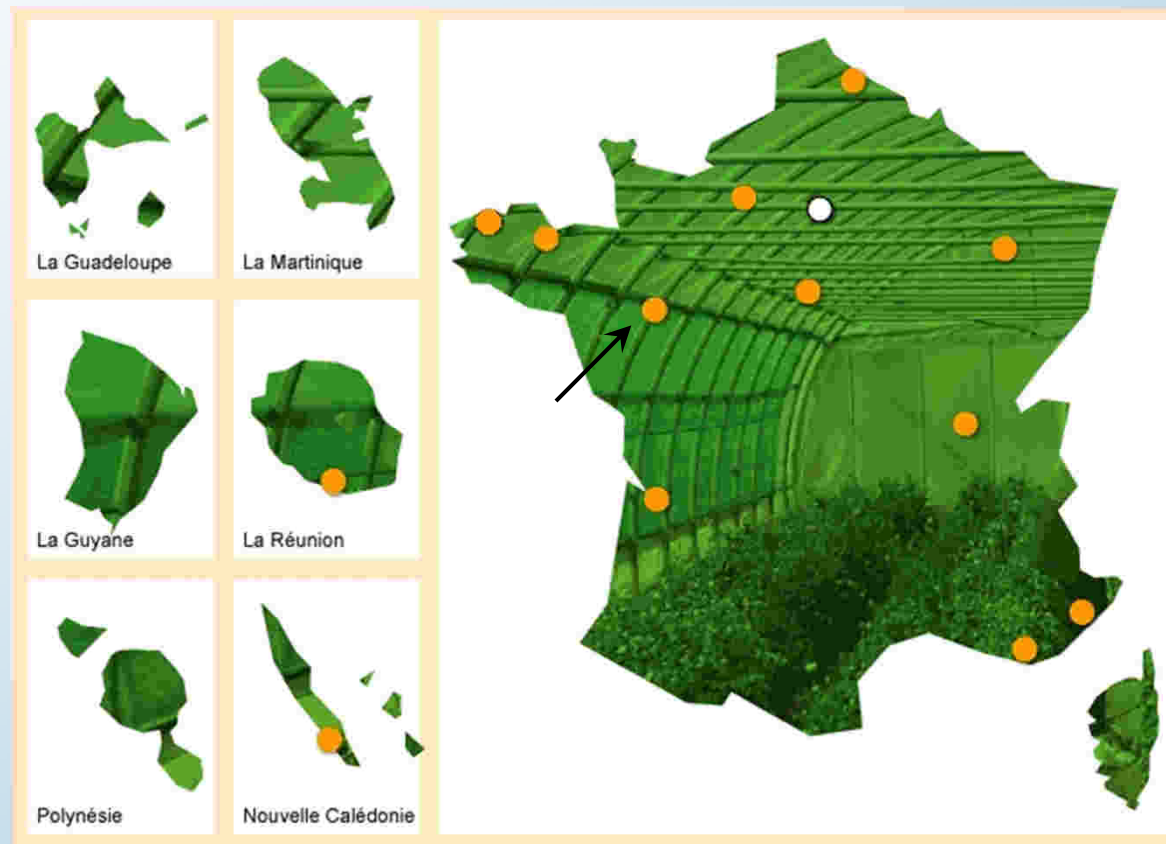 La Guadeloupe
La Martinique
La Guyane
La Réunion
Polynésie
Nouvelle Calédonie